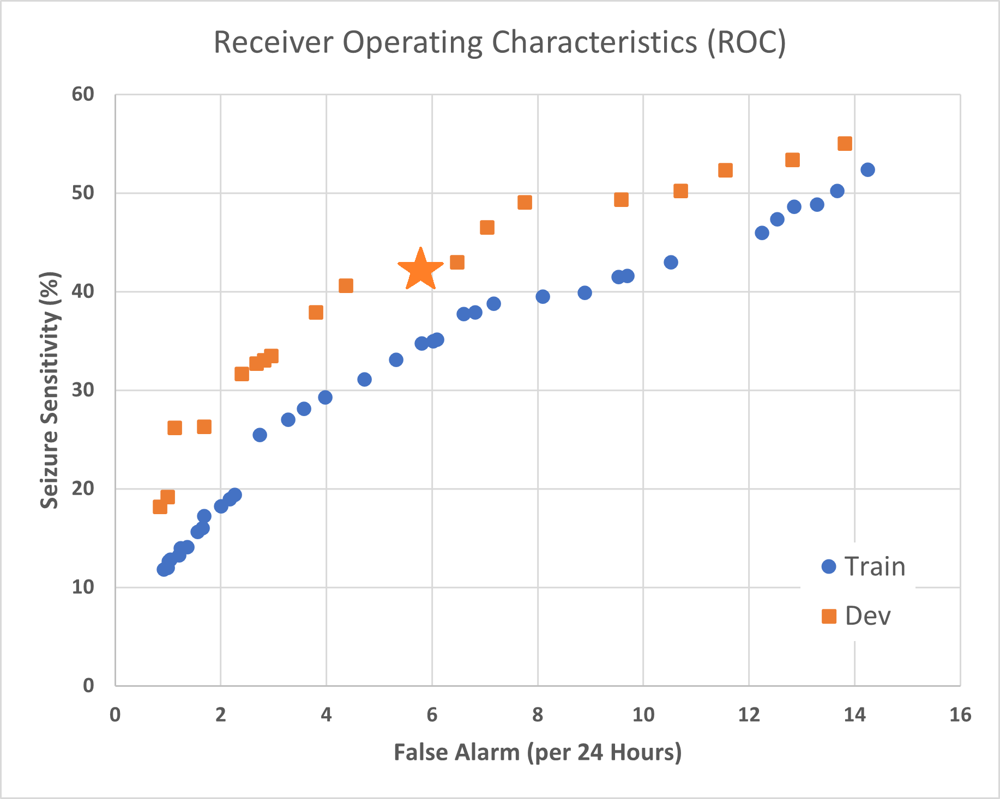 Receiver Operating Characteristics (ROC)
60
50
40
30
20
10
0
Seizure Sensitivity (%)
Train
Dev
0 2 4 6 8 10 12 14 16
False Alarm (per 24 Hours)